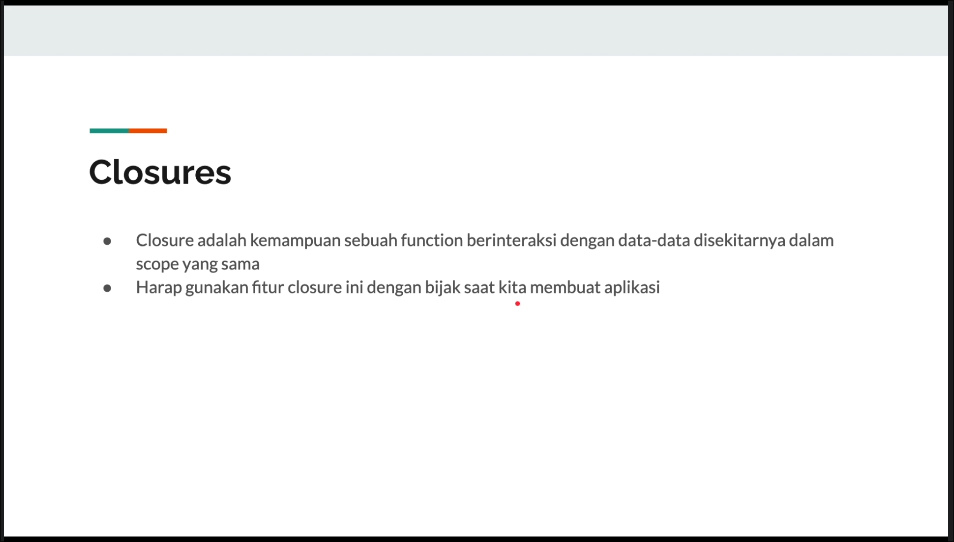 Closures
● Closure adalah kemampuan sebuah function berinteraksi dengan data-data disekitarnya dalam
scope yang sama
● Harap gunakan fitur closure ini dengan bijak saat kita membuat aplikasi